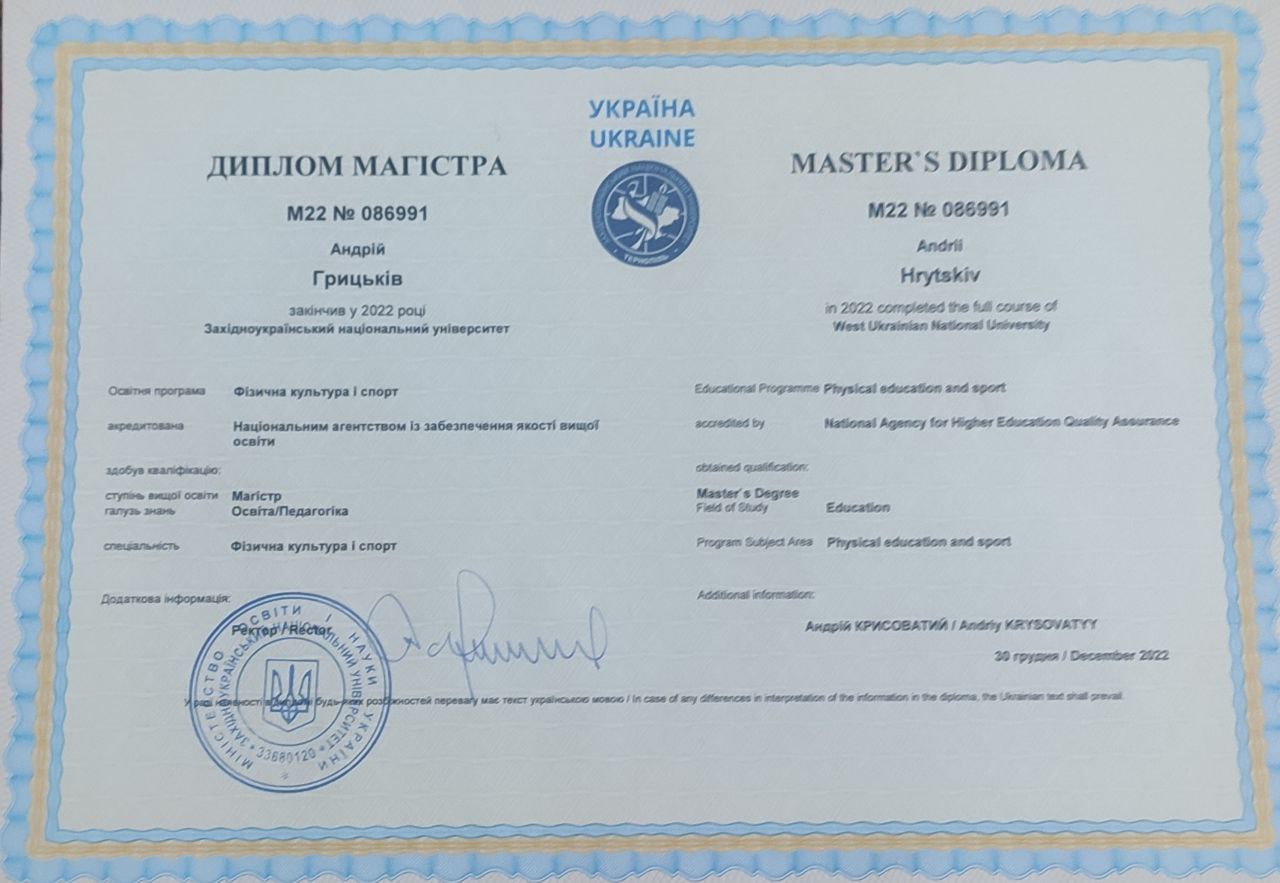 УКРАЇНА
UKRAINE
ДИПЛОМ МАГІСТРА
М22 № 086991
Андрій
Грицьків
закінчив у 2022 році
Західноукраїнський національний університет
Освітня програма Фізична культура і спорт
акредитована Національним агентством із забезпечення якості вищої
освіти
здобув кваліфікацію:
ступінь вищої освіти Магістр
галузь знань Освіта/Педагогіка
спеціальність Фізична культура і спорт
Додаткова інформація:
MASTER`S DIPLOMA
M22 № 086991
Andrii
Hrytskiv
in 2022 completed the full course of
West Ukrainian National University
Educational Programme Physical education and sport
accredited by National Agency for Higher Education Quality Assurance
obtained qualification:
Master`s Degree
Field of Study Education
Program Subject Area Physical education and sport
Additional information:
Ректор / Rector
Андрій КРИСОВАТИЙ / Andriy KRYSOVATYY
30 грудня / December 2022
У разі наявності в дипломі будь-яких розбіжностей перевагу має текст українською мовою / In case of any differences in interpretation of the information in the diploma, the Ukrainian text shall prevail.
МІНІСТЕРСТВО ОСВІТИ І НАУКИ УКРАЇНИ
ЗАХІДНОУКРАЇНСЬКИЙ НАЦІОНАЛЬНИЙ УНІВЕРСИТЕТ
33680120
ТЕРНОПІЛЬ